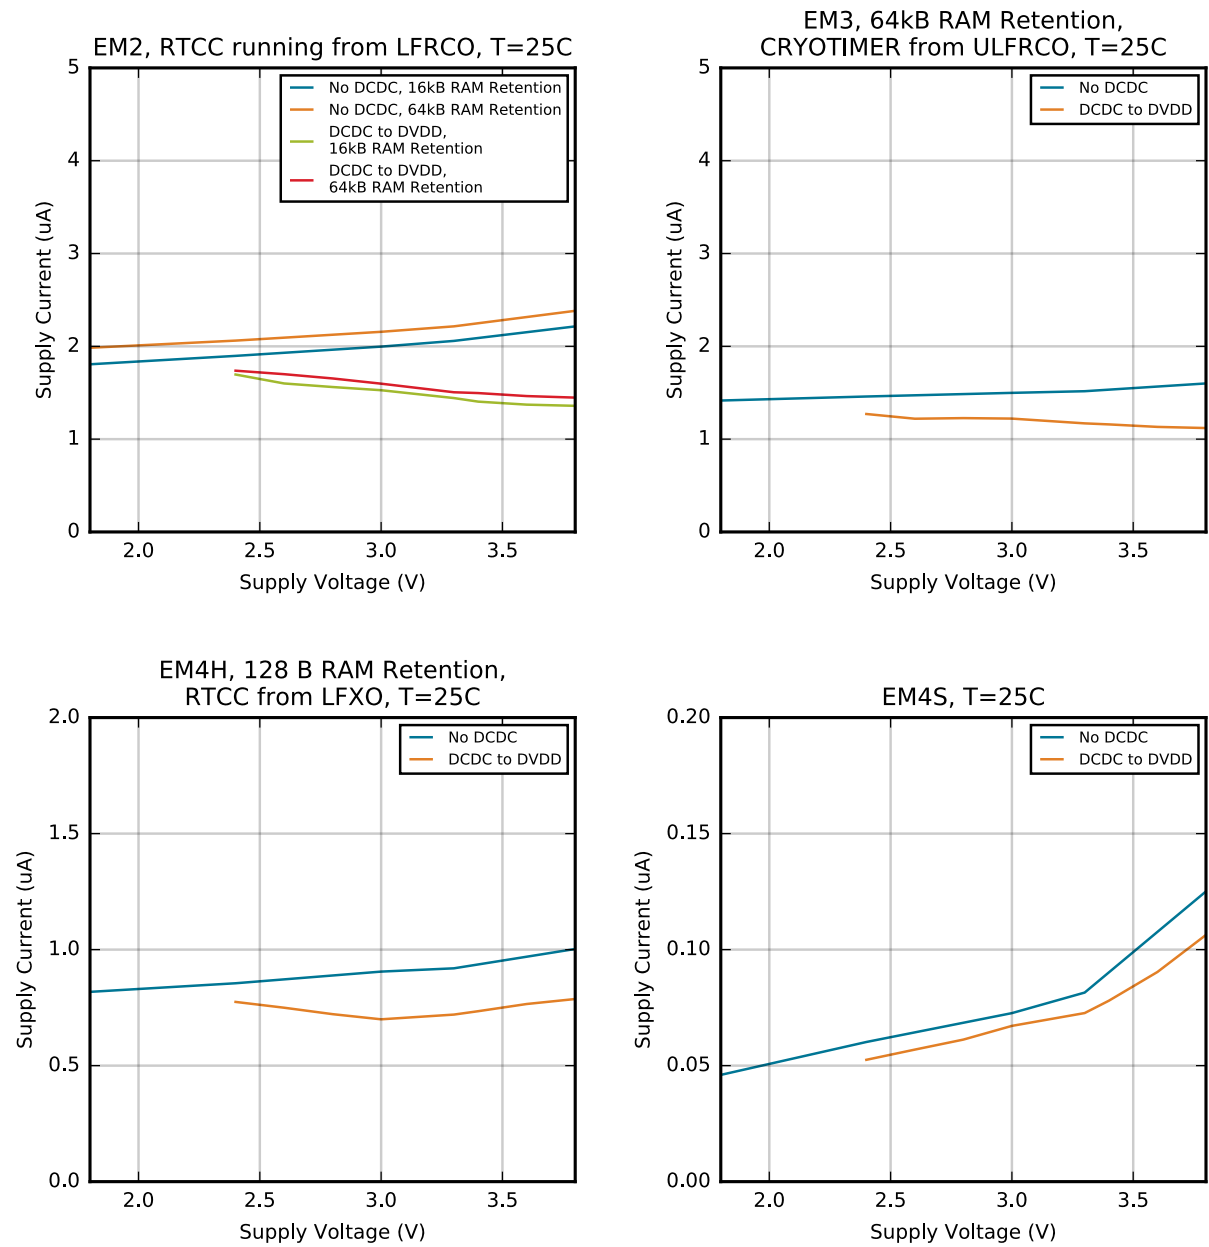 EM2, RTCC running from LFRCO, T=25C
5
4
3
2
1
0
Supply Current (uA)
No DCDC, 16kB RAM Retention
No DCDC, 64kB RAM Retention
DCDC to DVDD,
16kB RAM Retention
DCDC to DVDD,
64kB RAM Retention
2.0 2.5 3.0 3.5
Supply Voltage (V)
EM3, 64kB RAM Retention,
CRYOTIMER from ULFRCO, T=25C
5
4
3
2
1
0
Supply Current (uA)
No DCDC
DCDC to DVDD
2.0 2.5 3.0 3.5
Supply Voltage (V)
EM4H, 128 B RAM Retention,
RTCC from LFXO, T=25C
2.0
1.5
1.0
0.5
0.0
Supply Current (uA)
No DCDC
DCDC to DVDD
2.0 2.5 3.0 3.5
Supply Voltage (V)
EM4S, T=25C
0.20
0.15
0.10
0.05
0.00
Supply Current (uA)
No DCDC
DCDC to DVDD
2.0 2.5 3.0 3.5
Supply Voltage (V)